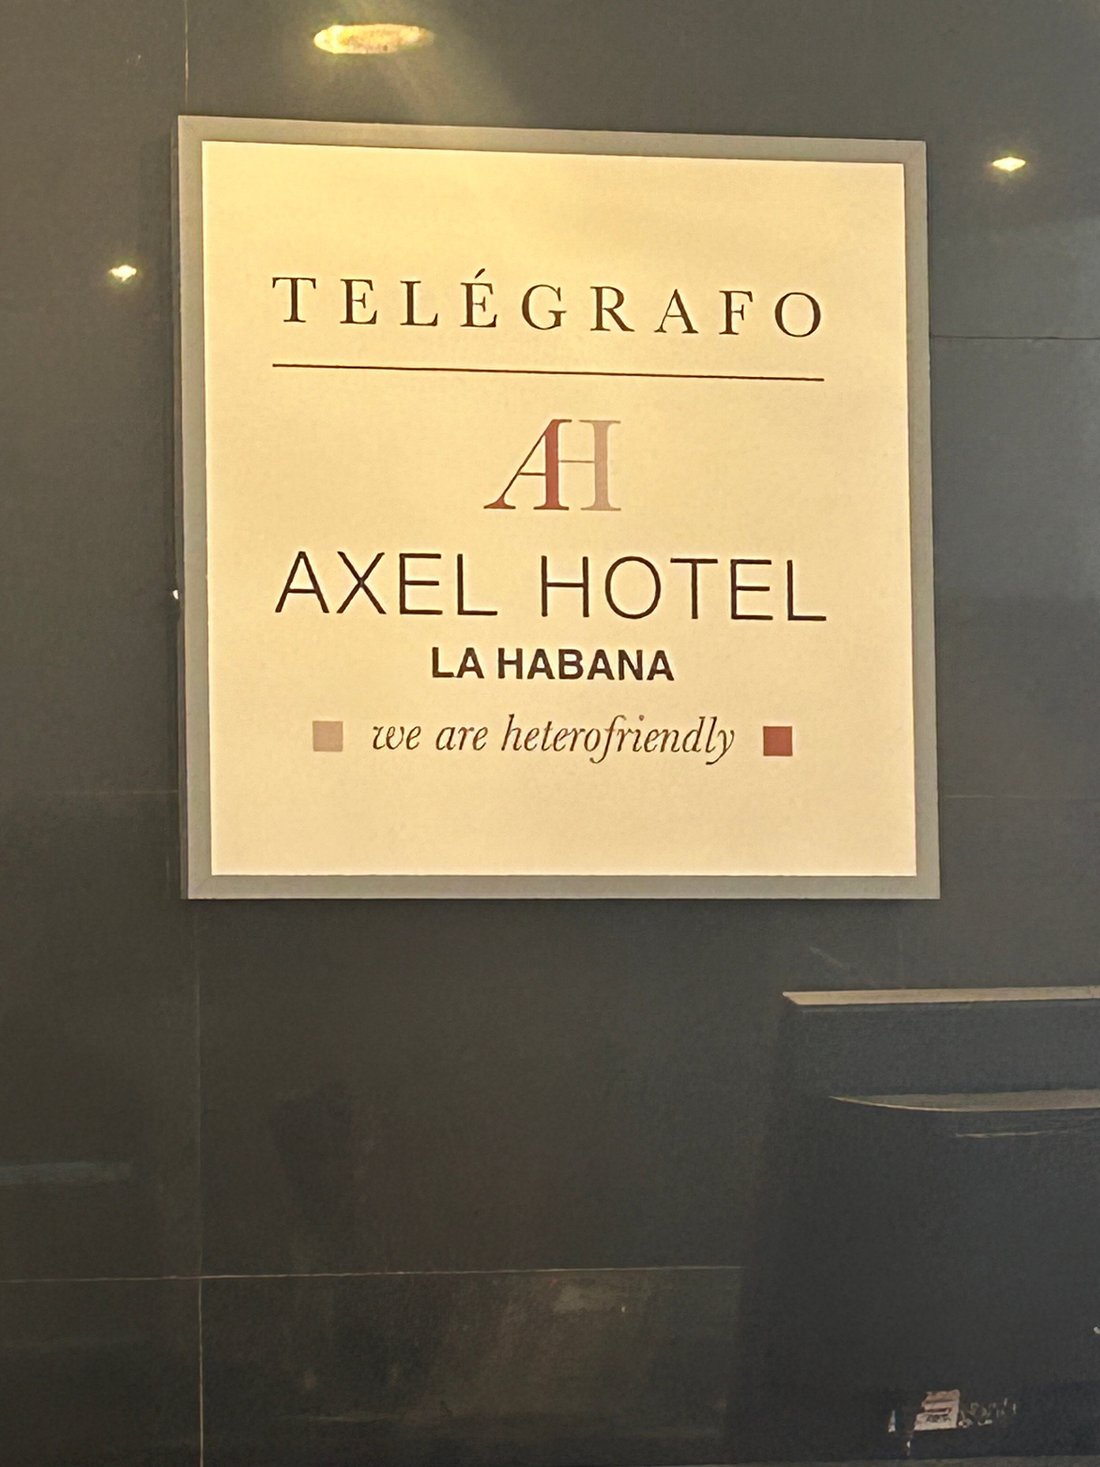 TELÉGRAFO
AH
AXEL HOTEL
LA HABANA
we are heterofriendly